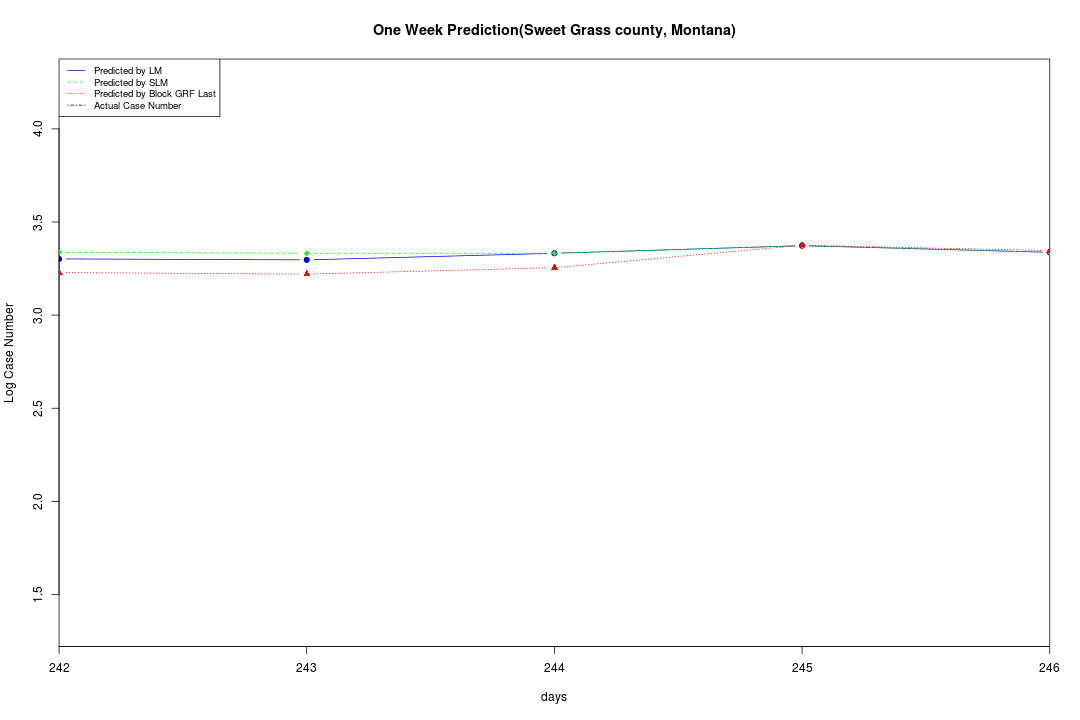 One Week Prediction(Sweet Grass county, Montana)
Predicted by LM
Predicted by SLM
Predicted by Block GRF Last
Actual Case Number
4.0
3.5
3.0
2.5
2.0
1.5
Log Case Number
242
243
244
245
246
days